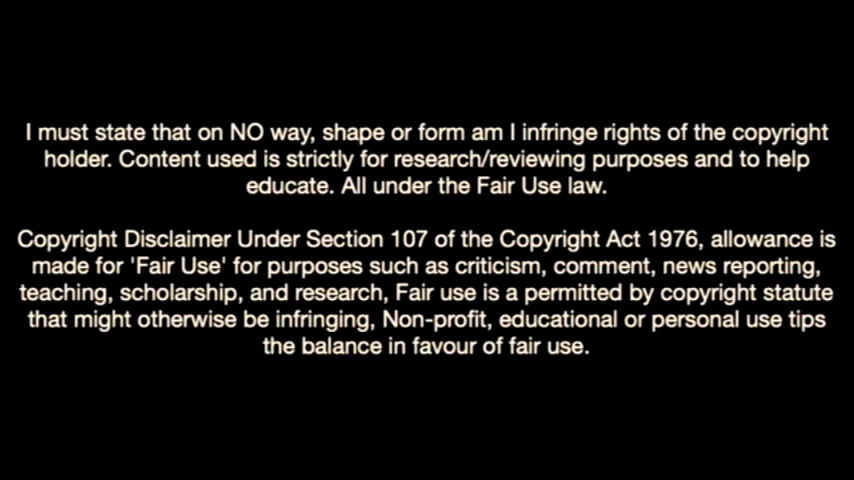 I must state that on NO way, shape or form am I infringe rights of the copyright
holder. Content used is strictly for research/reviewing purposes and to help
educate. All under the Fair Use law.
Copyright Disclaimer Under Section 107 of the Copyright Act 1976, allowance is
made for 'Fair Use' for purposes such as criticism, comment, news reporting,
teaching, scholarship, and research, Fair use is a permitted by copyright statute
that might otherwise be infringing, Non-profit, educational or personal use tips
the balance in favour of fair use.